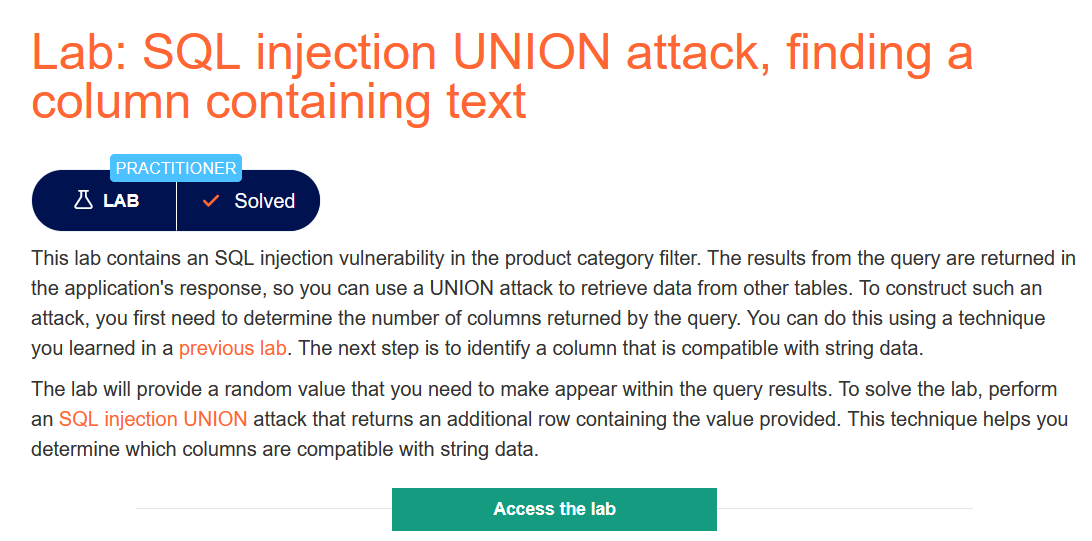 Lab: SQL injection UNION attack, finding a
column containing text
PRACTITIONER
LAB
Solved
This lab contains an SQL injection vulnerability in the product category filter. The results from the query are returned in
the application's response, so you can use a UNION attack to retrieve data from other tables. To construct such an
attack, you first need to determine the number of columns returned by the query. You can do this using a technique
you learned in a previous lab. The next step is to identify a column that is compatible with string data.
The lab will provide a random value that you need to make appear within the query results. To solve the lab, perform
an SQL injection UNION attack that returns an additional row containing the value provided. This technique helps you
determine which columns are compatible with string data.
Access the lab